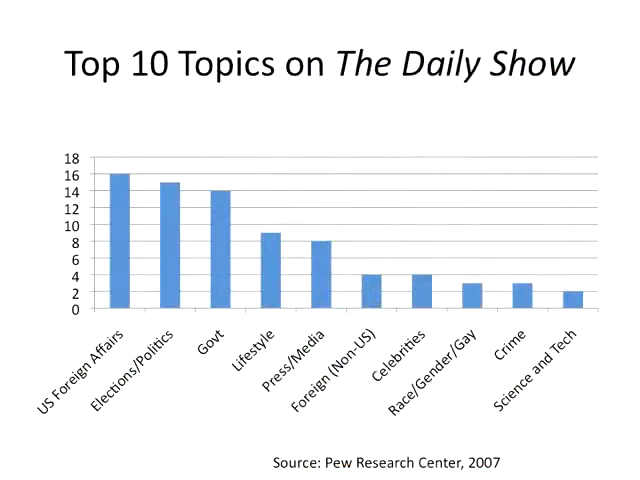 Top 10 Topics on The Daily Show
18
16
14
12
10
8
6
4
2
0
US Foreign Affairs
Elections/Politics
Govt
Lifestyle
Press/Media
Foreign (Non-US)
Celebrities
Race/Gender/Gay
Crime
Science and Tech
Source: Pew Research Center, 2007